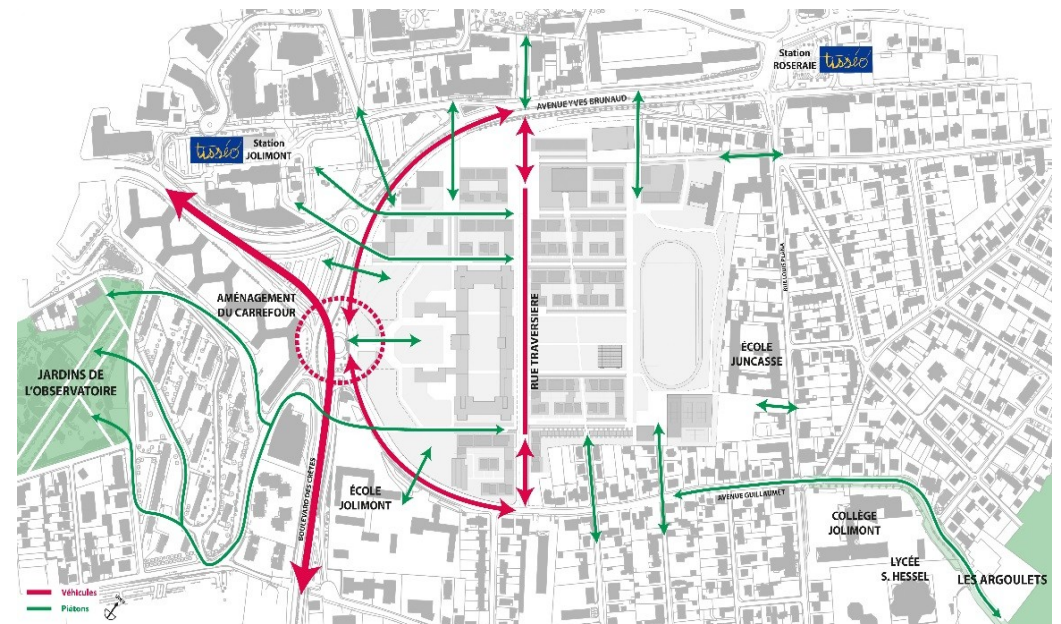 Station
ROSERAIE
tisséo
AVENUE YVES BRUNAUD
tisséo
Station
JOLIMONT
RUE TRAVERSIERE
AMÉNAGEMENT
DU CARREFOUR
JARDINS DE
L'OBSERVATOIRE
ÉCOLE
JUNCASSE
BOULEVARD DES CRÊTES
ÉCOLE
JOLIMONT
AVENUE GUILLAUMET
COLLÈGE
JOLIMONT
LYCÉE
S. HESSEL
LES ARGOULETS
Véhicules
Piétons